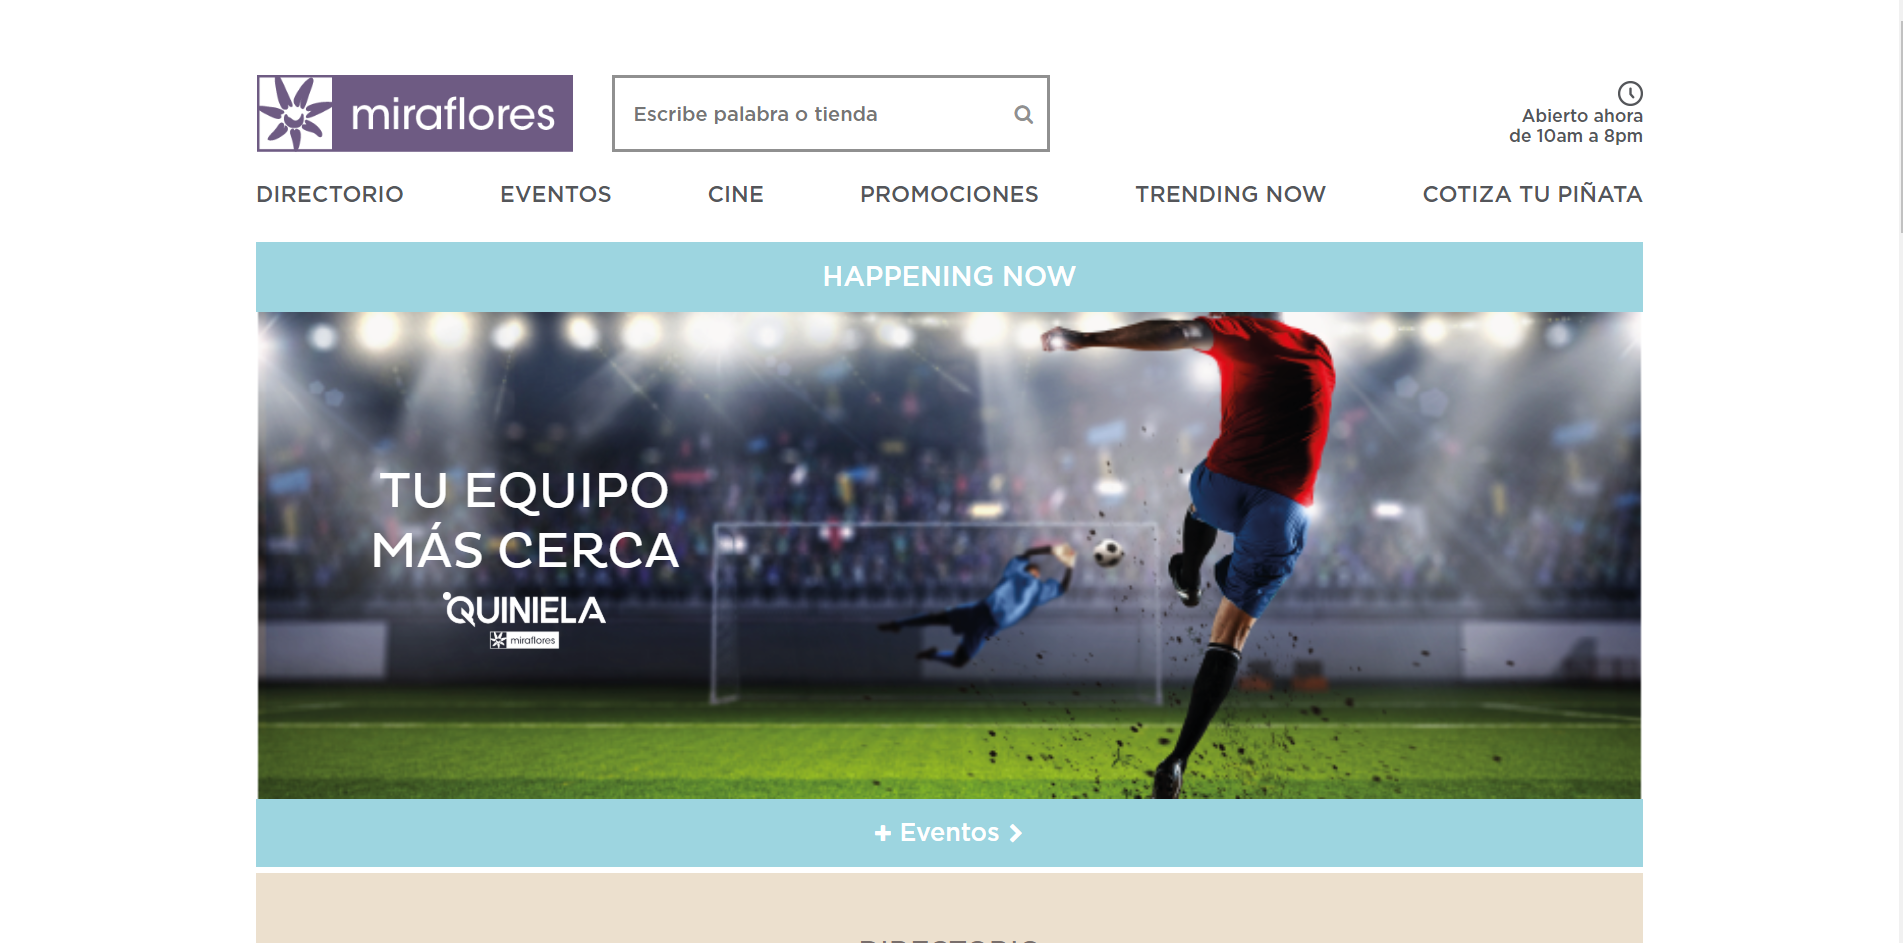 miraflores
Escribe palabra o tienda
Abierto ahora
de 10am a 8pm
DIRECTORIO
EVENTOS
CINE
PROMOCIONES
TRENDING NOW
COTIZA TU PIÑATA
HAPPENING NOW
TU EQUIPO
MÁS CERCA
QUINIELA
miraflores
+ Eventos
DIRECTORIO